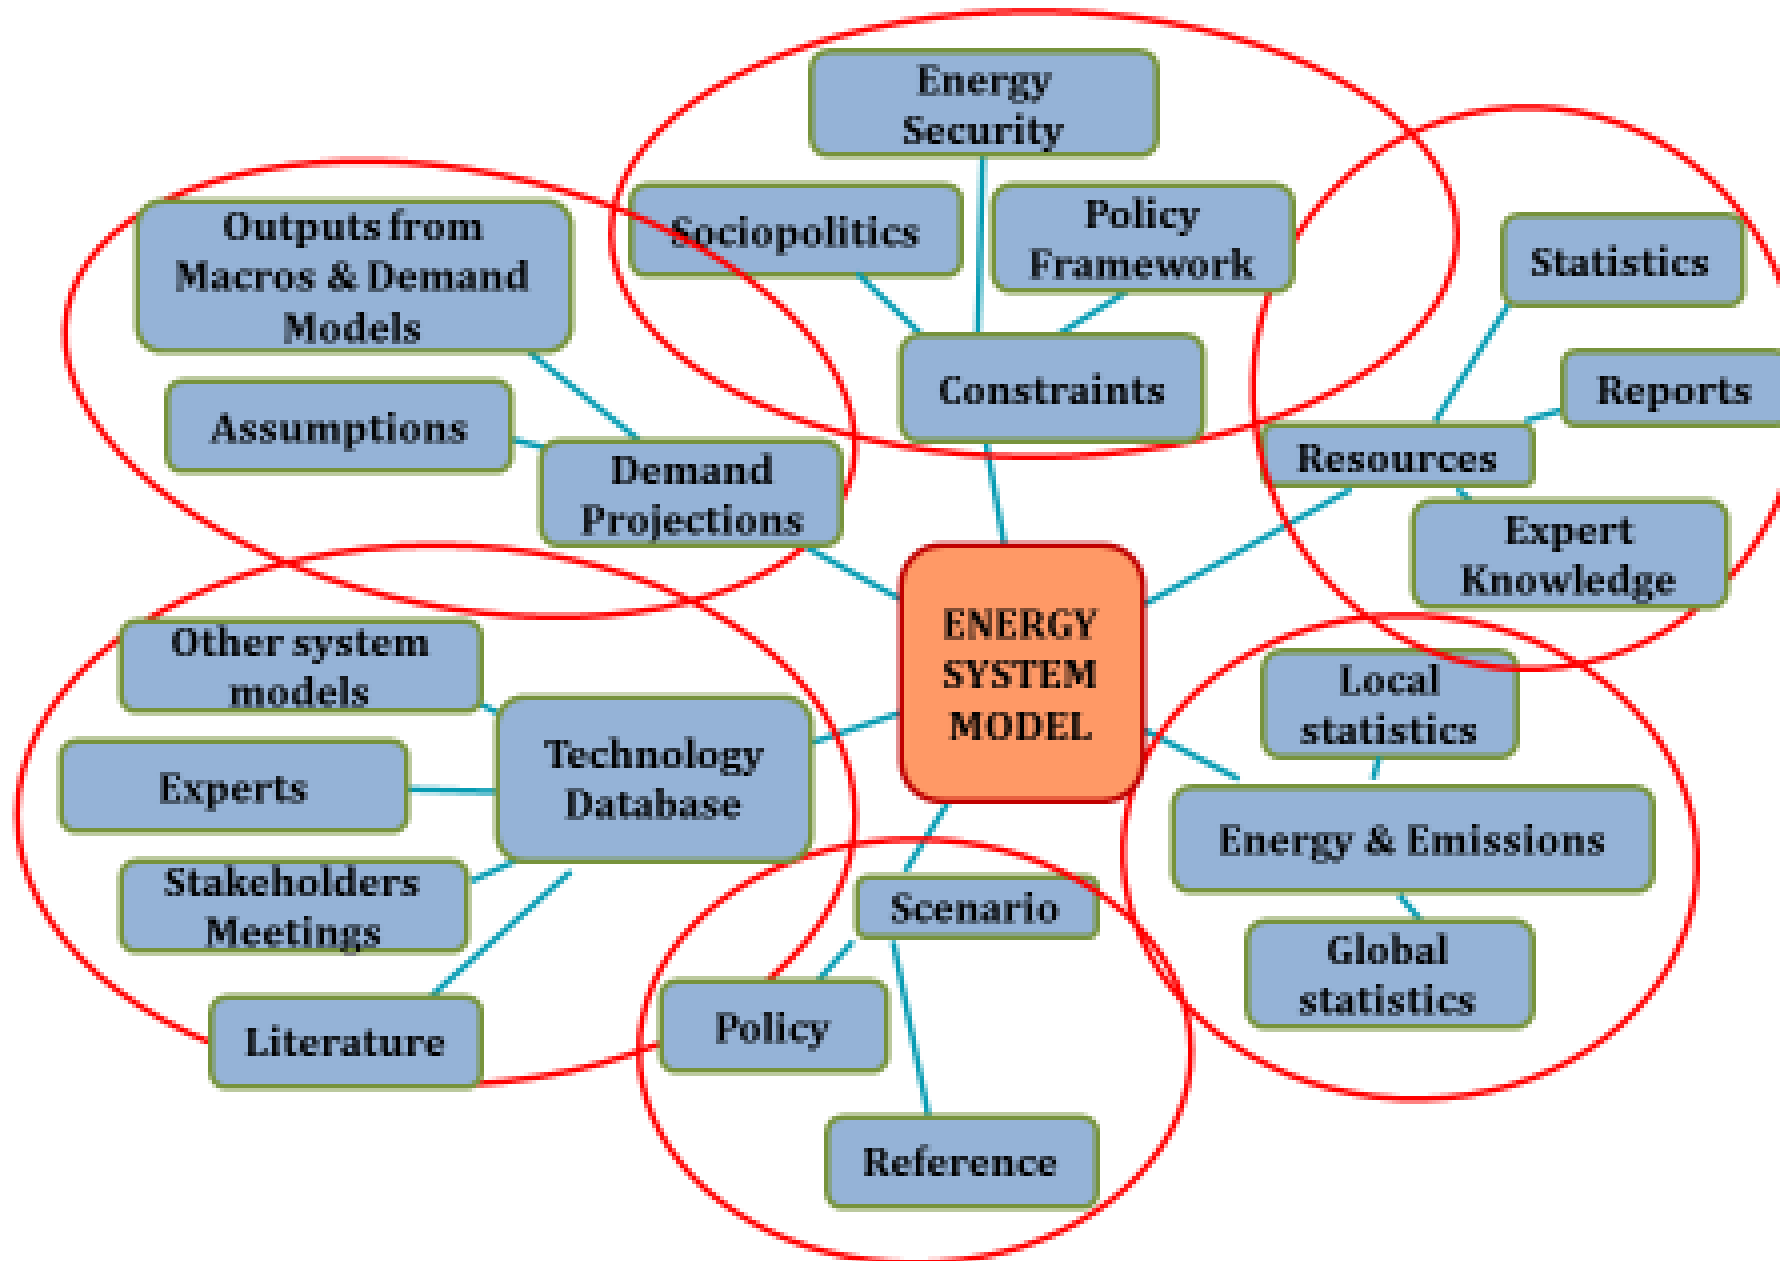 Energy
Security
Sociopolitics
Policy
Framework
Constraints
Outputs from
Macros & Demand
Models
Assumptions
Demand
Projections
Statistics
Reports
Resources
Expert
Knowledge
ENERGY
SYSTEM
MODEL
Other system
models
Experts
Technology
Database
Stakeholders
Meetings
Literature
Local
statistics
Energy & Emissions
Global
statistics
Scenario
Policy
Reference